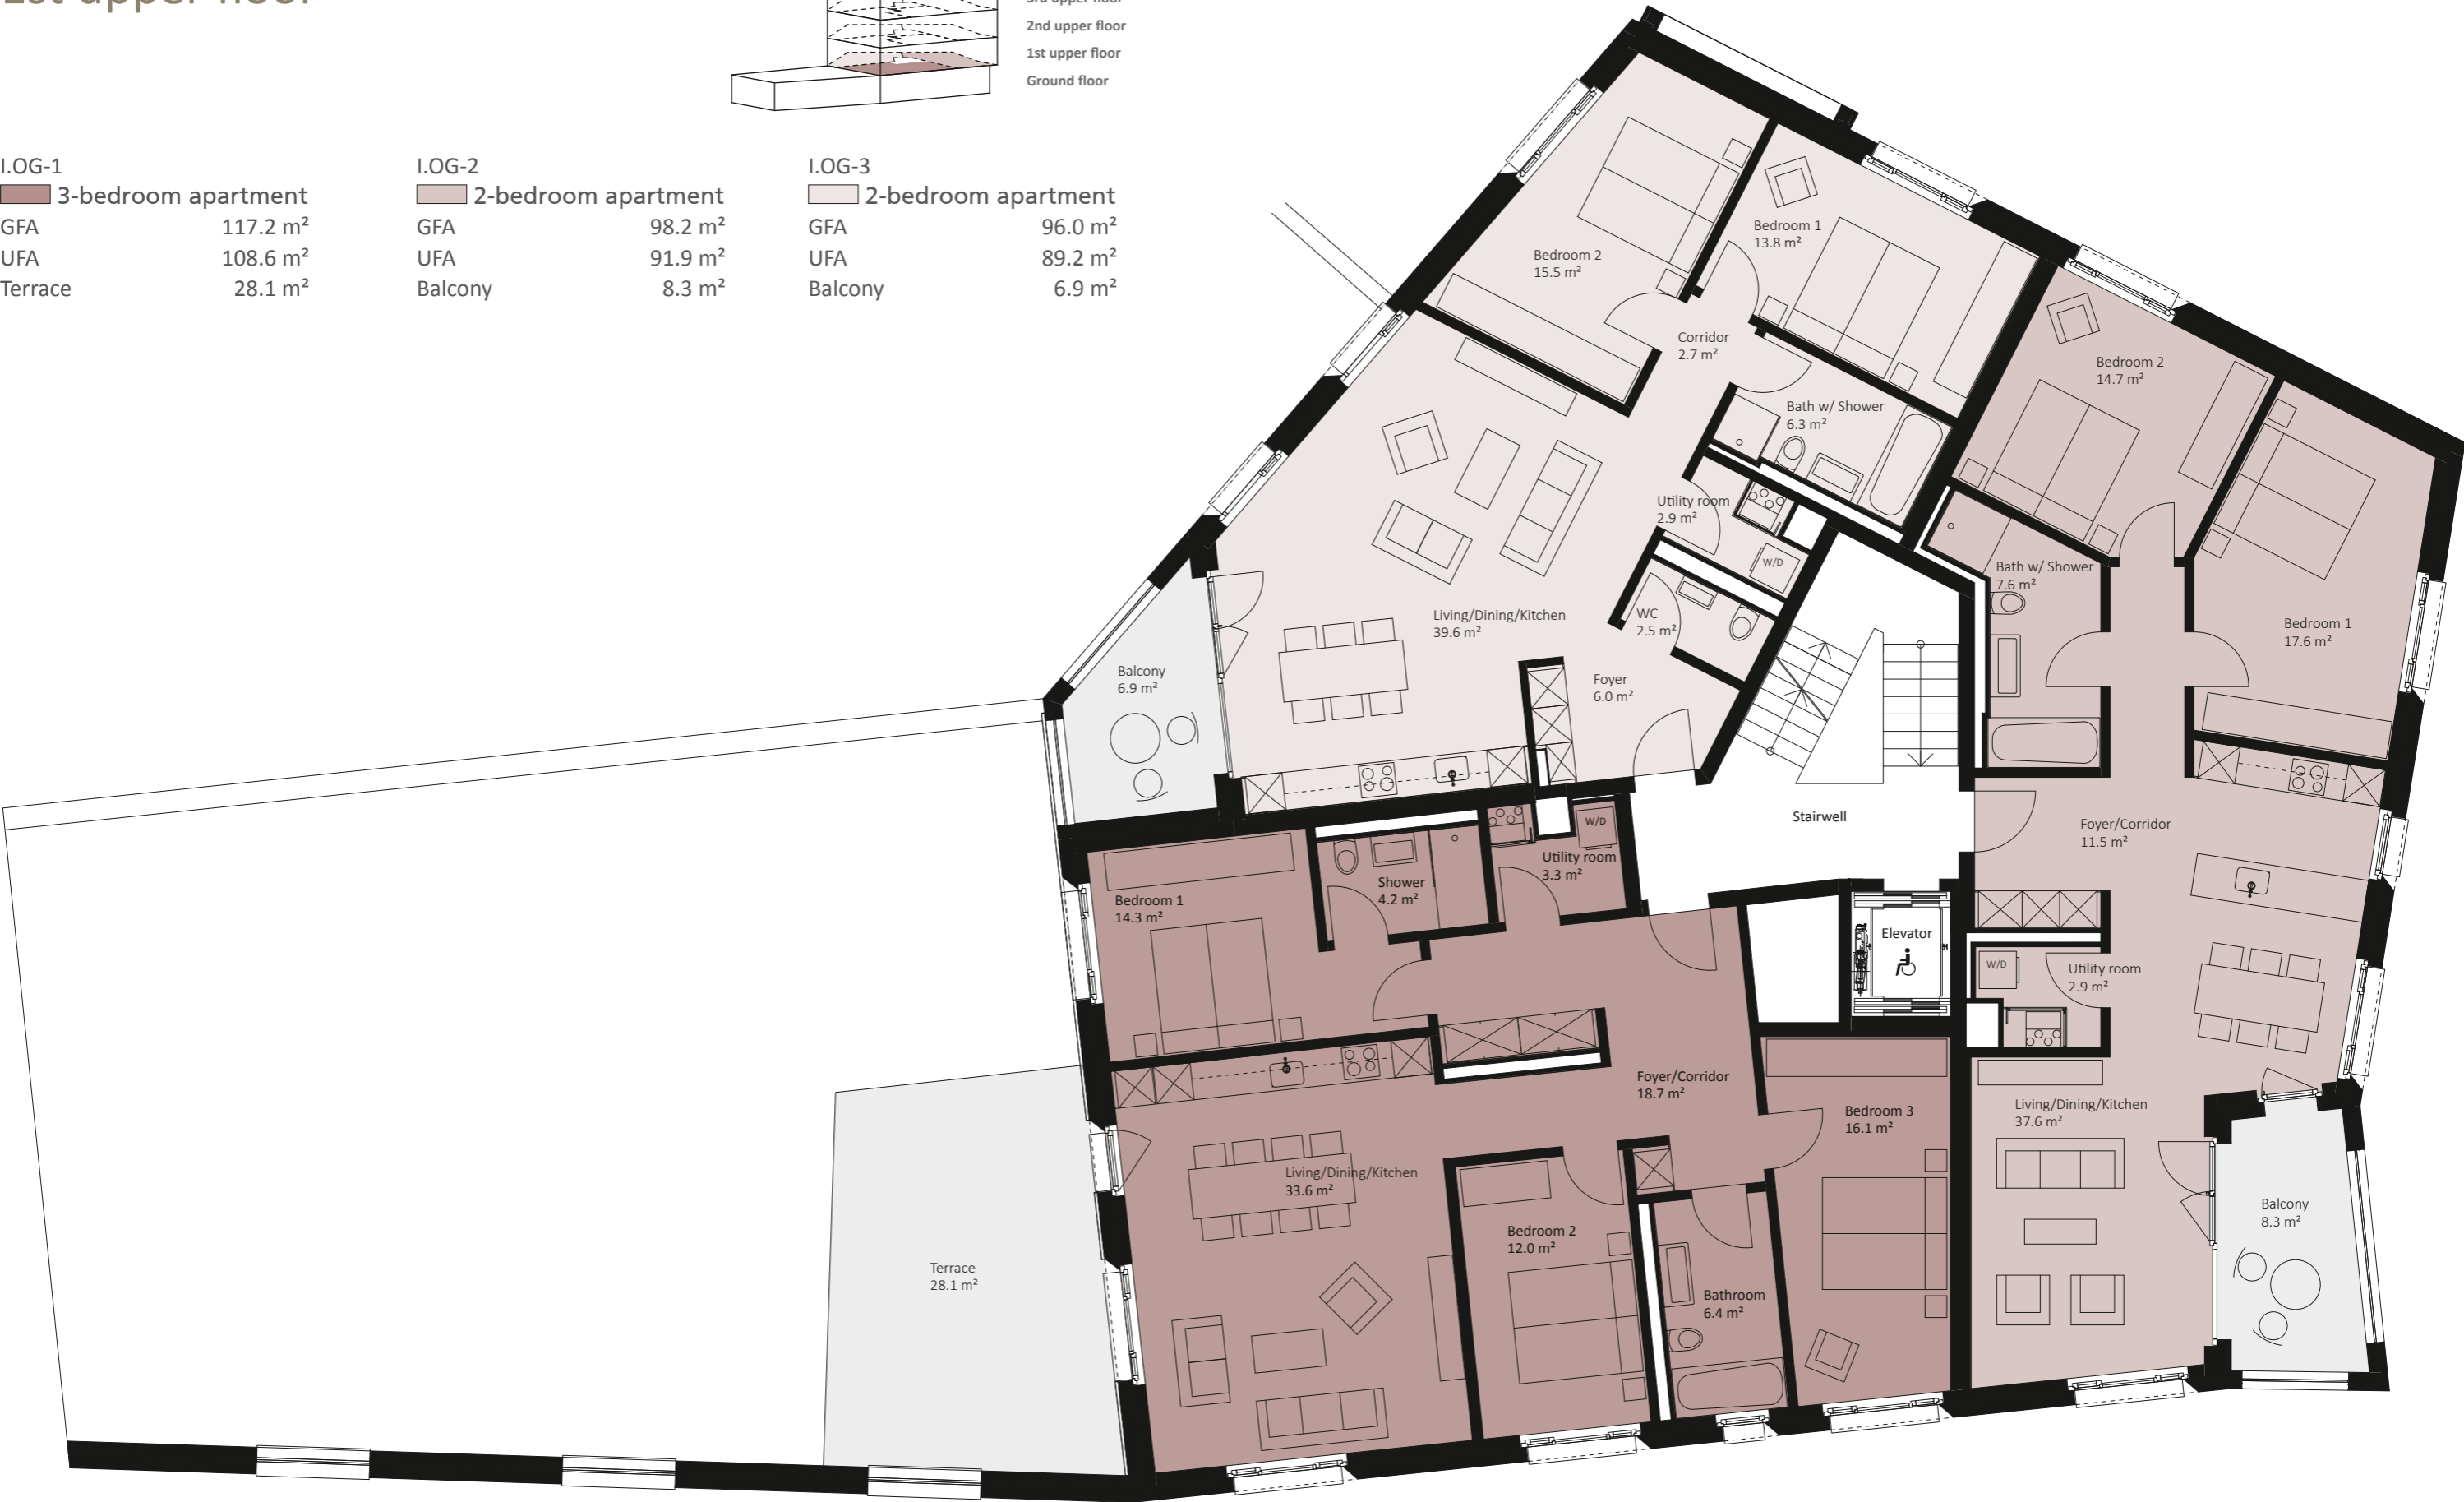 1st upper floor
3rd upper floor
2nd upper floor
1st upper floor
Ground floor
I.OG-1
3-bedroom apartment
GFA 117.2 m²
UFA 108.6 m²
Terrace 28.1 m²
I.OG-2
2-bedroom apartment
GFA 98.2 m²
UFA 91.9 m²
Balcony 8.3 m²
I.OG-3
2-bedroom apartment
GFA 96.0 m²
UFA 89.2 m²
Balcony 6.9 m²
Bedroom 2
15.5 m²
Bedroom 1
13.8 m²
Corridor
2.7 m²
Bath w/ Shower
6.3 m²
Utility room
2.9 m²
W/D
WC
2.5 m²
Living/Dining/Kitchen
39.6 m²
Foyer
6.0 m²
Balcony
6.9 m²
Bedroom 2
14.7 m²
Bedroom 1
17.6 m²
Bath w/ Shower
7.6 m²
Stairwell
Foyer/Corridor
11.5 m²
Elevator
W/D
Utility room
2.9 m²
Living/Dining/Kitchen
37.6 m²
Balcony
8.3 m²
W/D
Utility room
3.3 m²
Shower
4.2 m²
Bedroom 1
14.3 m²
Foyer/Corridor
18.7 m²
Bedroom 3
16.1 m²
Living/Dining/Kitchen
33.6 m²
Bedroom 2
12.0 m²
Bathroom
6.4 m²
Terrace
28.1 m²